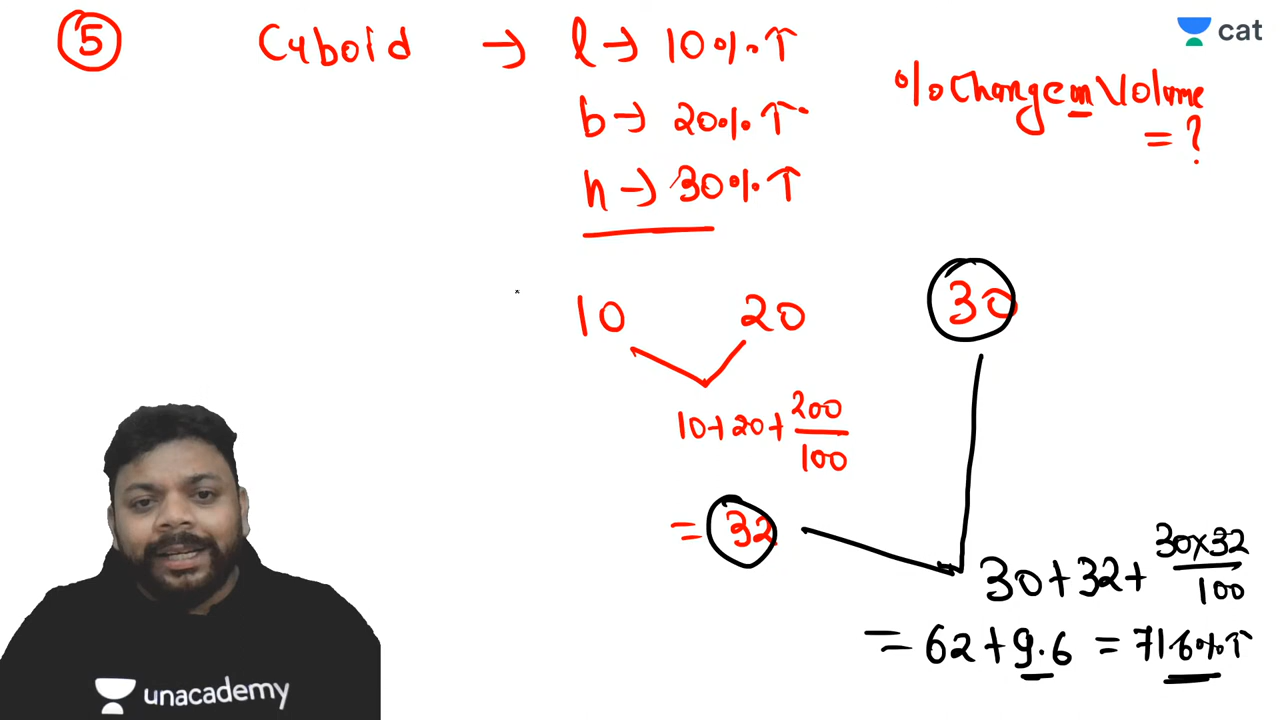 5 Cuboid → l → 10%↑
cat
b → 20%↑
%Change in Volume
= ?
h → 30%↑
10 20 30
10+20+200/100
= 32
30+32+30×32/100
= 62+9.6 = 71.6%↑
unacademy